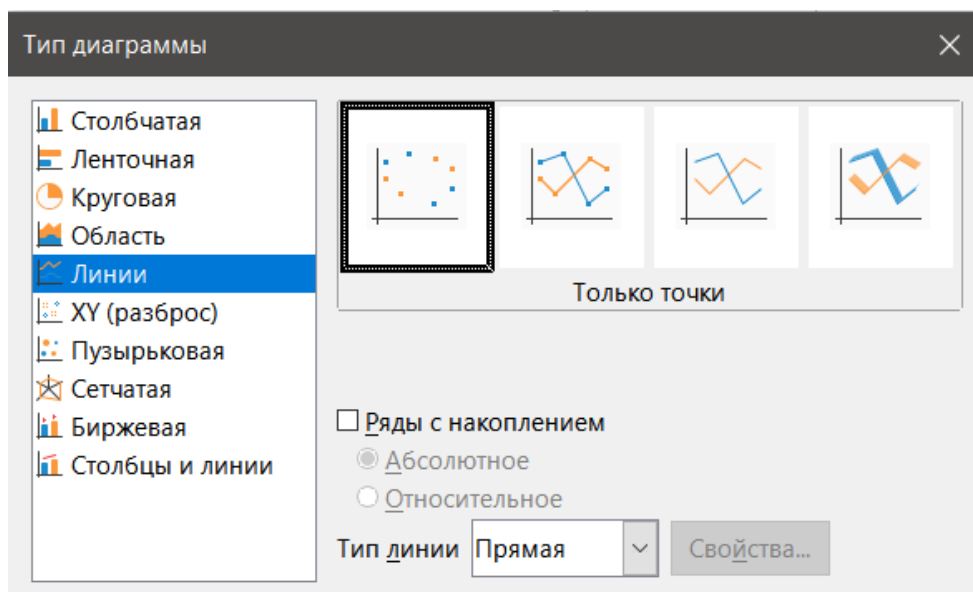 Тип диаграммы
Столбчатая
Ленточная
Круговая
Область
Линии
XY (разброс)
Пузырьковая
Сетчатая
Биржевая
Столбцы и линии
Только точки
Ряды с накоплением
Абсолютное
Относительное
Тип линии Прямая Свойства...